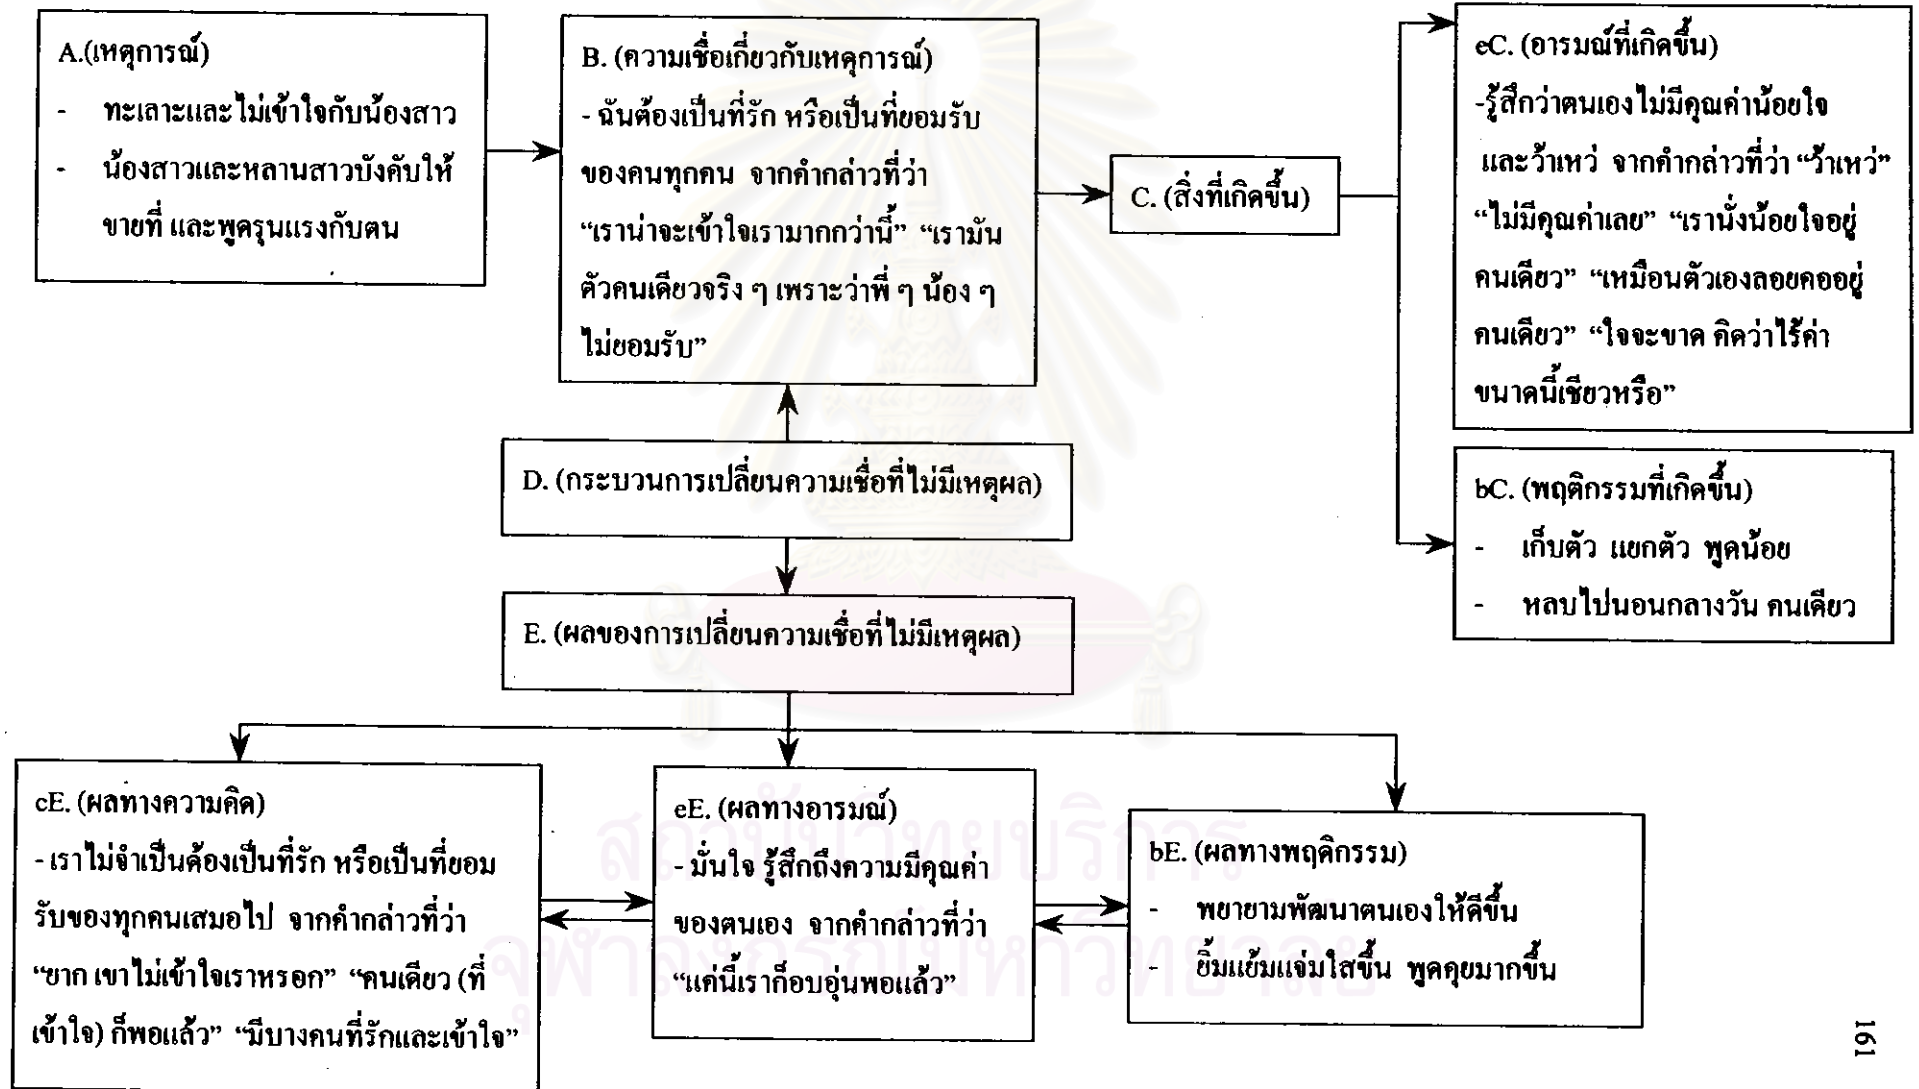 A.(เหตุการณ์)
- ทะเลาะและไม่เข้าใจกับน้องสาว
- น้องสาวและหลานสาวบังคับให้
ขายที่ และพูดรุนแรงกับตน
B. (ความเชื่อเกี่ยวกับเหตุการณ์)
- ฉันต้องเป็นที่รัก หรือเป็นที่ยอมรับ
ของคนทุกคน จากคำกล่าวที่ว่า
“เราน่าจะเข้าใจเรามากกว่านี้” “เรามัน
ตัวคนเดียวจริง ๆ เพราะว่าพี่ ๆ น้อง ๆ
ไม่ยอมรับ”
C. (สิ่งที่เกิดขึ้น)
eC. (อารมณ์ที่เกิดขึ้น)
-รู้สึกว่าตนเองไม่มีคุณค่าน้อยใจ
และว้าเหว่ จากคำกล่าวที่ว่า “ว้าเหว่”
“ไม่มีคุณค่าเลย” “เรานั่งน้อยใจอยู่
คนเดียว” “เหมือนตัวเองลอยคออยู่
คนเดียว” “ใจจะขาด คิดว่าไร้ค่า
ขนาดนี้เชียวหรือ”
bC. (พฤติกรรมที่เกิดขึ้น)
- เก็บตัว แยกตัว พูดน้อย
- หลบไปนอนกลางวัน คนเดียว
D. (กระบวนการเปลี่ยนความเชื่อที่ไม่มีเหตุผล)
E. (ผลของการเปลี่ยนความเชื่อที่ไม่มีเหตุผล)
cE. (ผลทางความคิด)
- เราไม่จำเป็นต้องเป็นที่รัก หรือเป็นที่ยอม
รับของทุกคนเสมอไป จากคำกล่าวที่ว่า
“ยาก เขาไม่เข้าใจเราหรอก” “คนเดียว (ที่
เข้าใจ) ก็พอแล้ว” “มีบางคนที่รักและเข้าใจ”
eE. (ผลทางอารมณ์)
- มั่นใจ รู้สึกถึงความมีคุณค่า
ของตนเอง จากคำกล่าวที่ว่า
“แค่นี้เราก็อบอุ่นพอแล้ว”
bE. (ผลทางพฤติกรรม)
- พยายามพัฒนาตนเองให้ดีขึ้น
- ยิ้มแย้มแจ่มใสขึ้น พูดคุยมากขึ้น
สถาบันวิทยบริการ
จุฬาลงกรณ์มหาวิทยาลัย
161